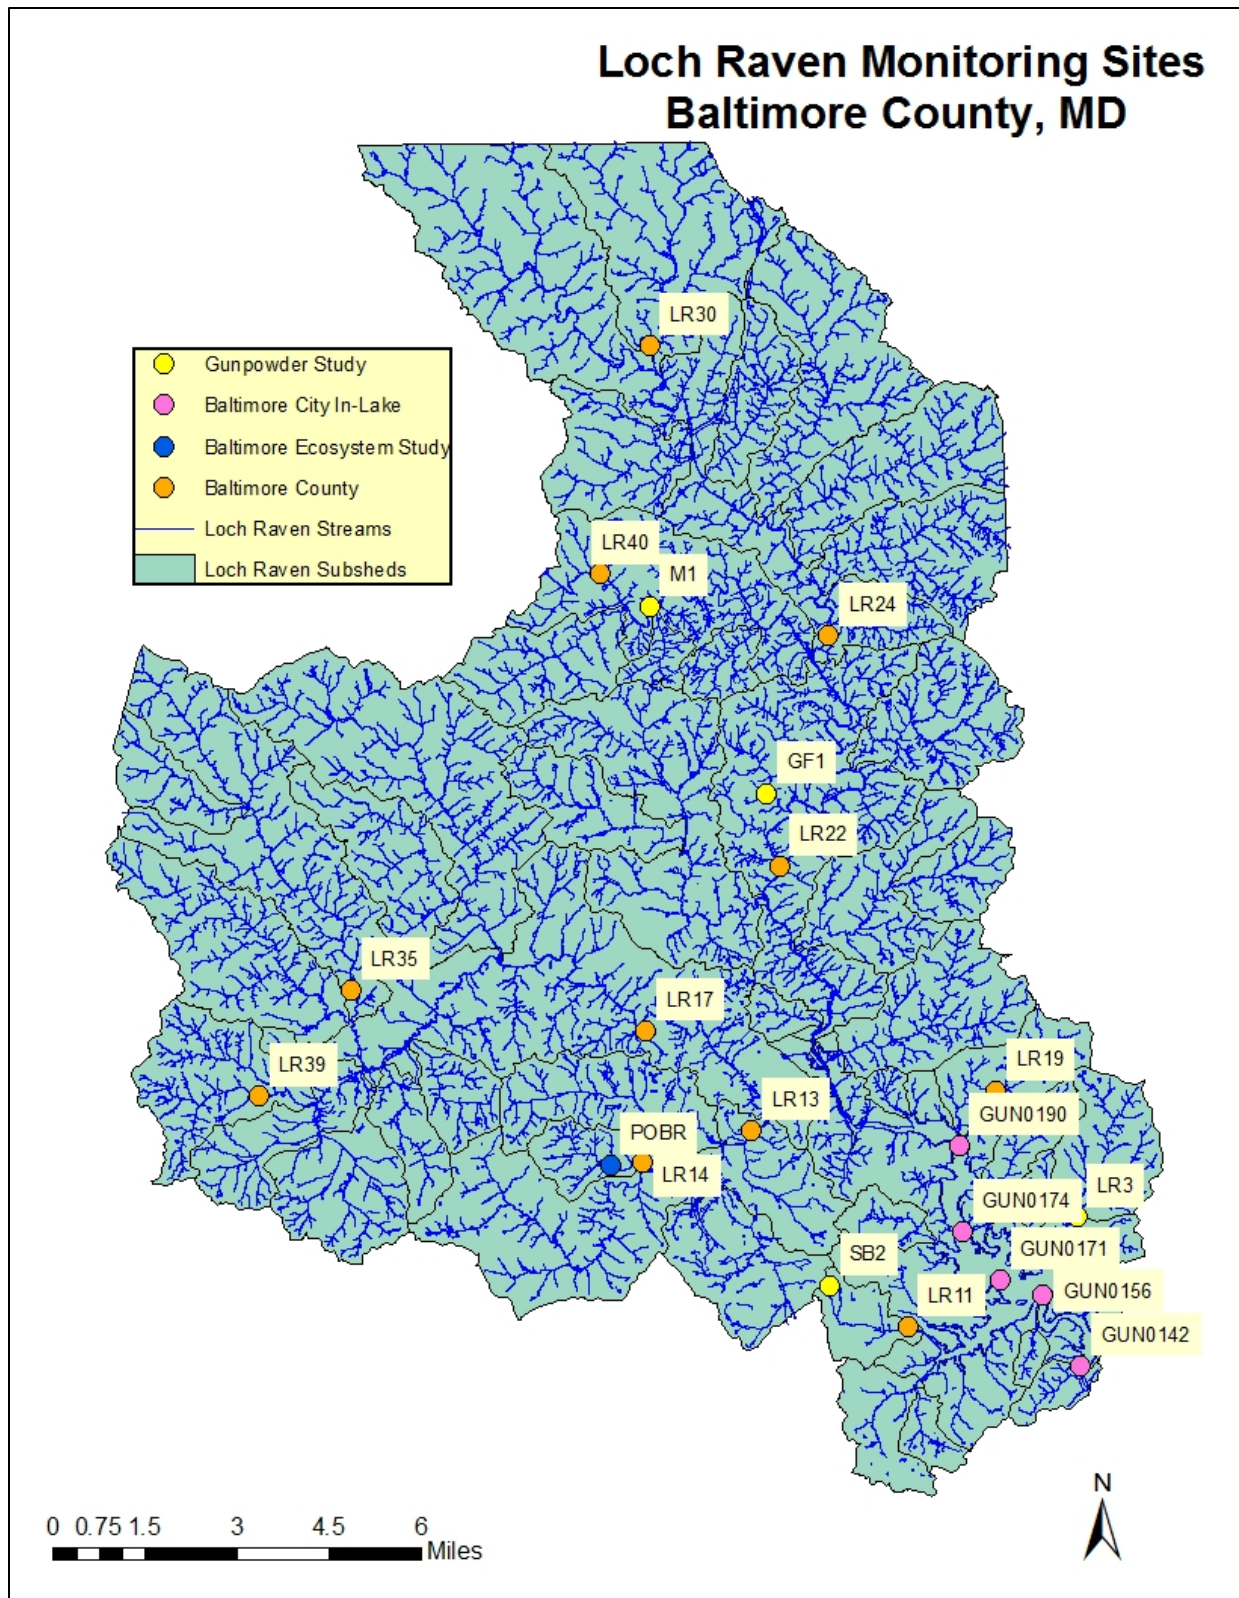 Loch Raven Monitoring Sites
Baltimore County, MD
LR30
Gunpowder Study
Baltimore City In-Lake
Baltimore Ecosystem Study
Baltimore County
Loch Raven Streams
Loch Raven Subsheds
LR40
M1
LR24
GF1
LR22
LR35
LR17
LR39
LR19
LR13
GUN0190
POBR
LR14
LR3
GUN0174
SB2
GUN0171
LR11
GUN0156
GUN0142
N
0 0.75 1.5 3 4.5 6
Miles